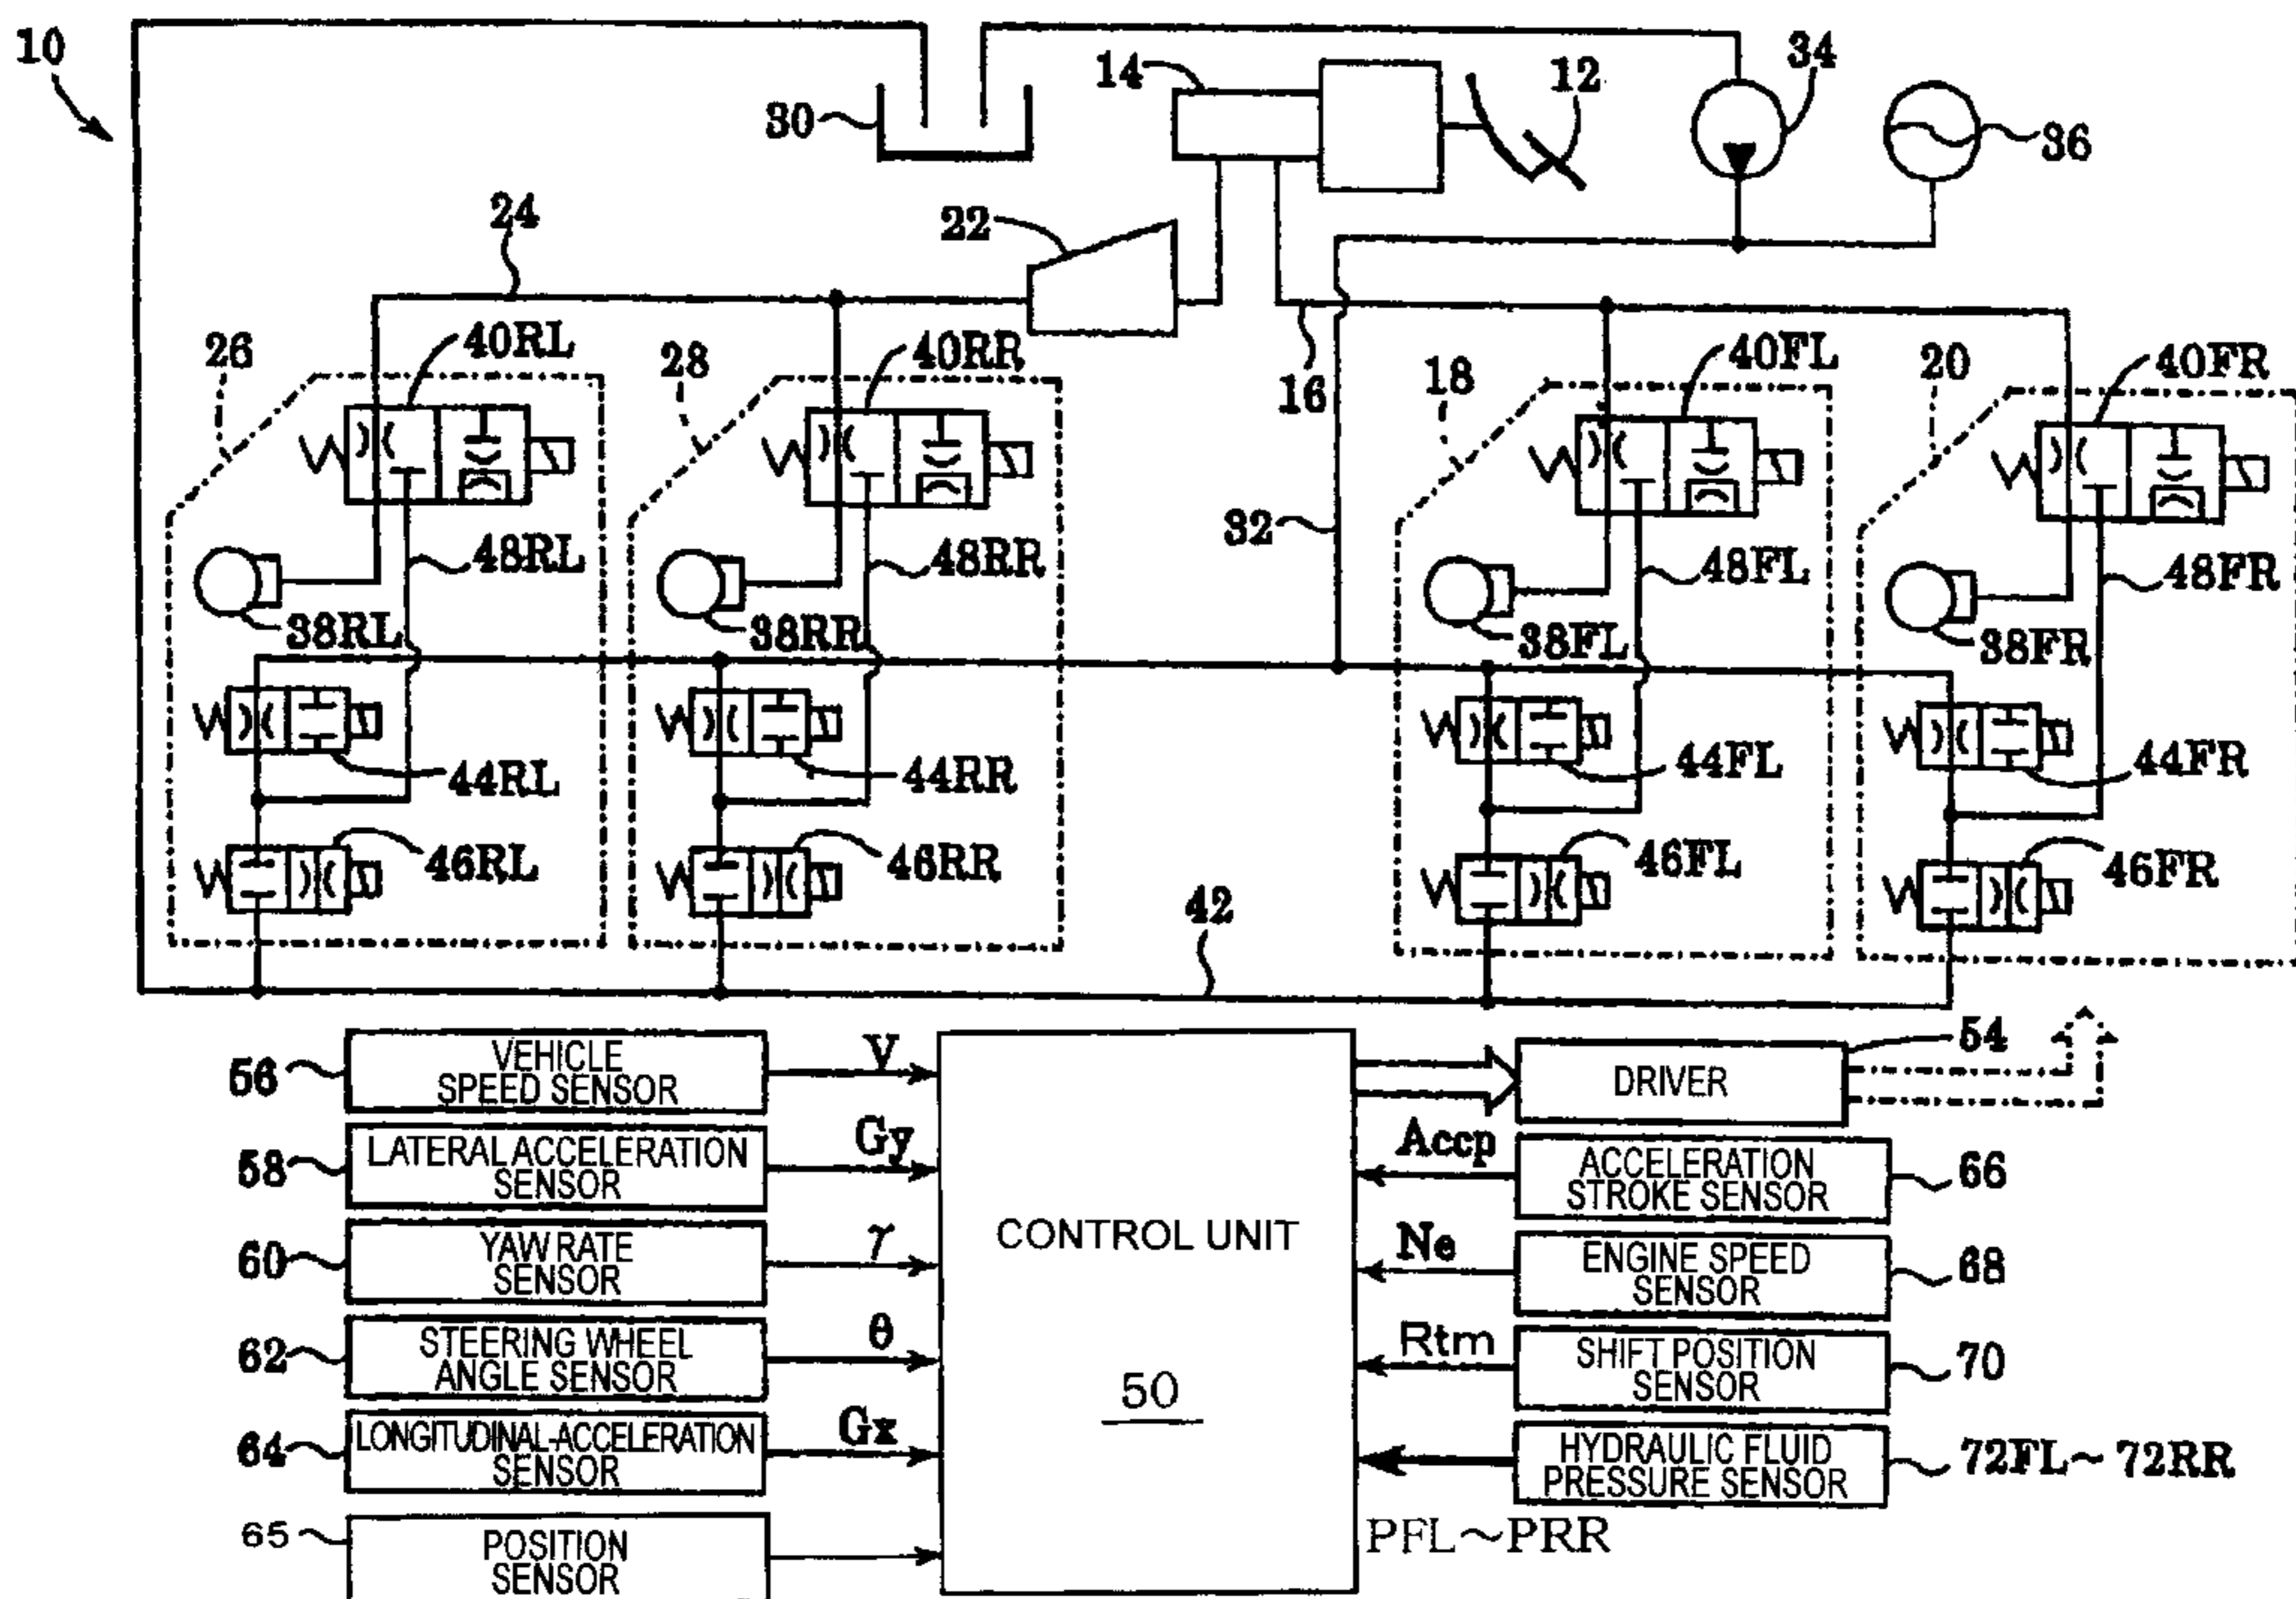 10
30
14
12
34
36
24
22
26
40RL
28
40RR
16
18
40FL
20
40FR
32
48RL
48RR
48FL
48FR
38RL
38RR
38FL
38FR
44RL
44RR
44FL
44FR
46RL
46RR
46FL
46FR
42
56
VEHICLE
SPEED SENSOR
V
58
LATERAL ACCELERATION
SENSOR
Gy
60
YAW RATE
SENSOR
γ
62
STEERING WHEEL
ANGLE SENSOR
θ
64
LONGITUDINAL-ACCELERATION
SENSOR
Gx
65
POSITION
SENSOR
CONTROL UNIT
50
DRIVER
54
Accp
ACCELERATION
STROKE SENSOR
66
Ne
ENGINE SPEED
SENSOR
68
Rtm
SHIFT POSITION
SENSOR
70
HYDRAULIC FLUID
PRESSURE SENSOR
72FL~72RR
PFL~PRR